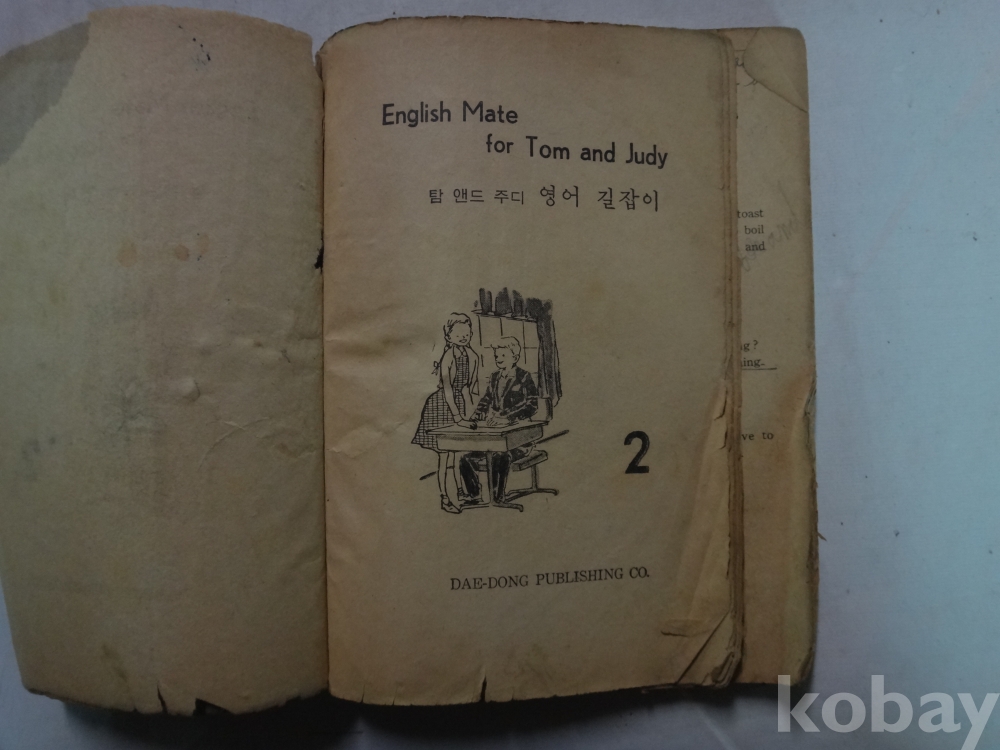 English Mate
for Tom and Judy
탐 앤드 주디 영어 길잡이
2
DAE-DONG PUBLISHING CO.
toast
boil
and
to
kobay